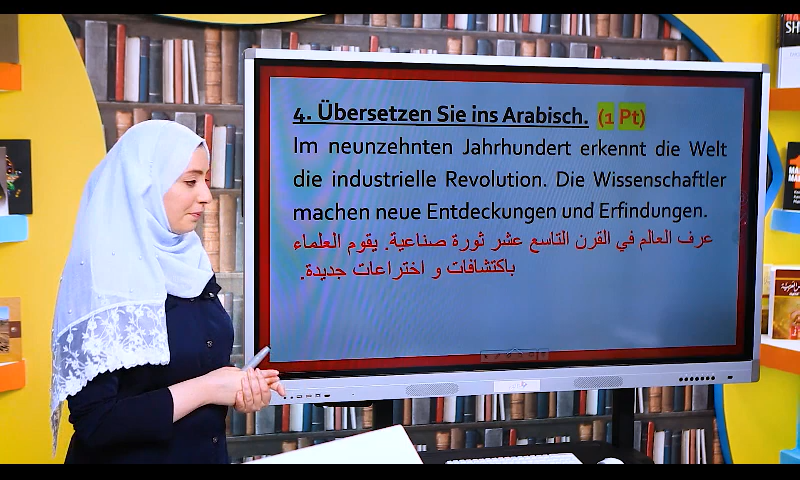 4. Übersetzen Sie ins Arabisch. (1 Pt)
Im neunzehnten Jahrhundert erkennt die Welt
die industrielle Revolution. Die Wissenschaftler
machen neue Entdeckungen und Erfindungen.
عرف العالم في القرن التاسع عشر ثورة صناعية. يقوم العلماء
باكتشافات و اختراعات جديدة.